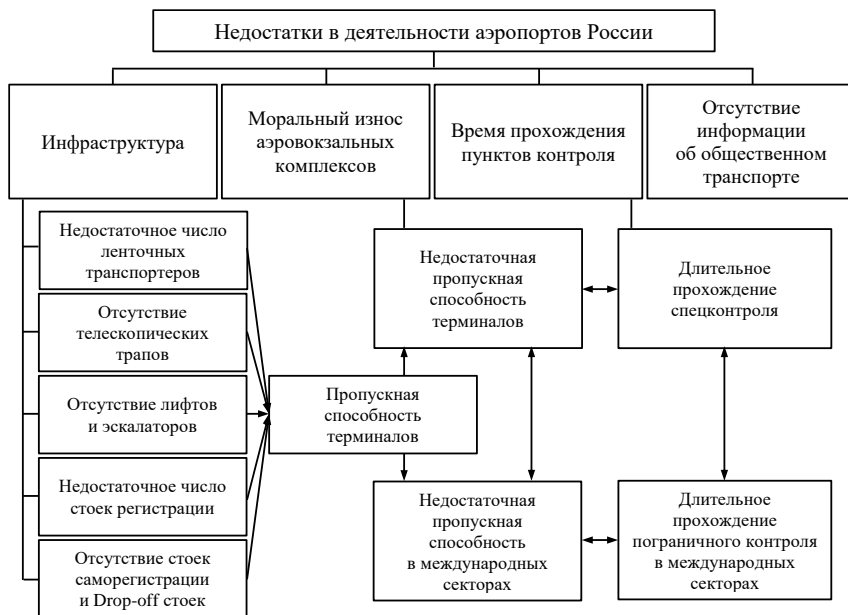 Недостатки в деятельности аэропортов России
Инфраструктура
Моральный износ
аэровокзальных
комплексов
Время прохождения
пунктов контроля
Отсутствие
информации
об общественном
транспорте
Недостаточное число
ленточных
транспортеров
Отсутствие
телескопических
трапов
Отсутствие лифтов
и эскалаторов
Недостаточное число
стоек регистрации
Отсутствие стоек
саморегистрации
и Drop-off стоек
Пропускная
способность
терминалов
Недостаточная
пропускная
способность
терминалов
Длительное
прохождение
спецконтроля
Недостаточная
пропускная
способность
в международных
секторах
Длительное
прохождение
пограничного контроля
в международных
секторах